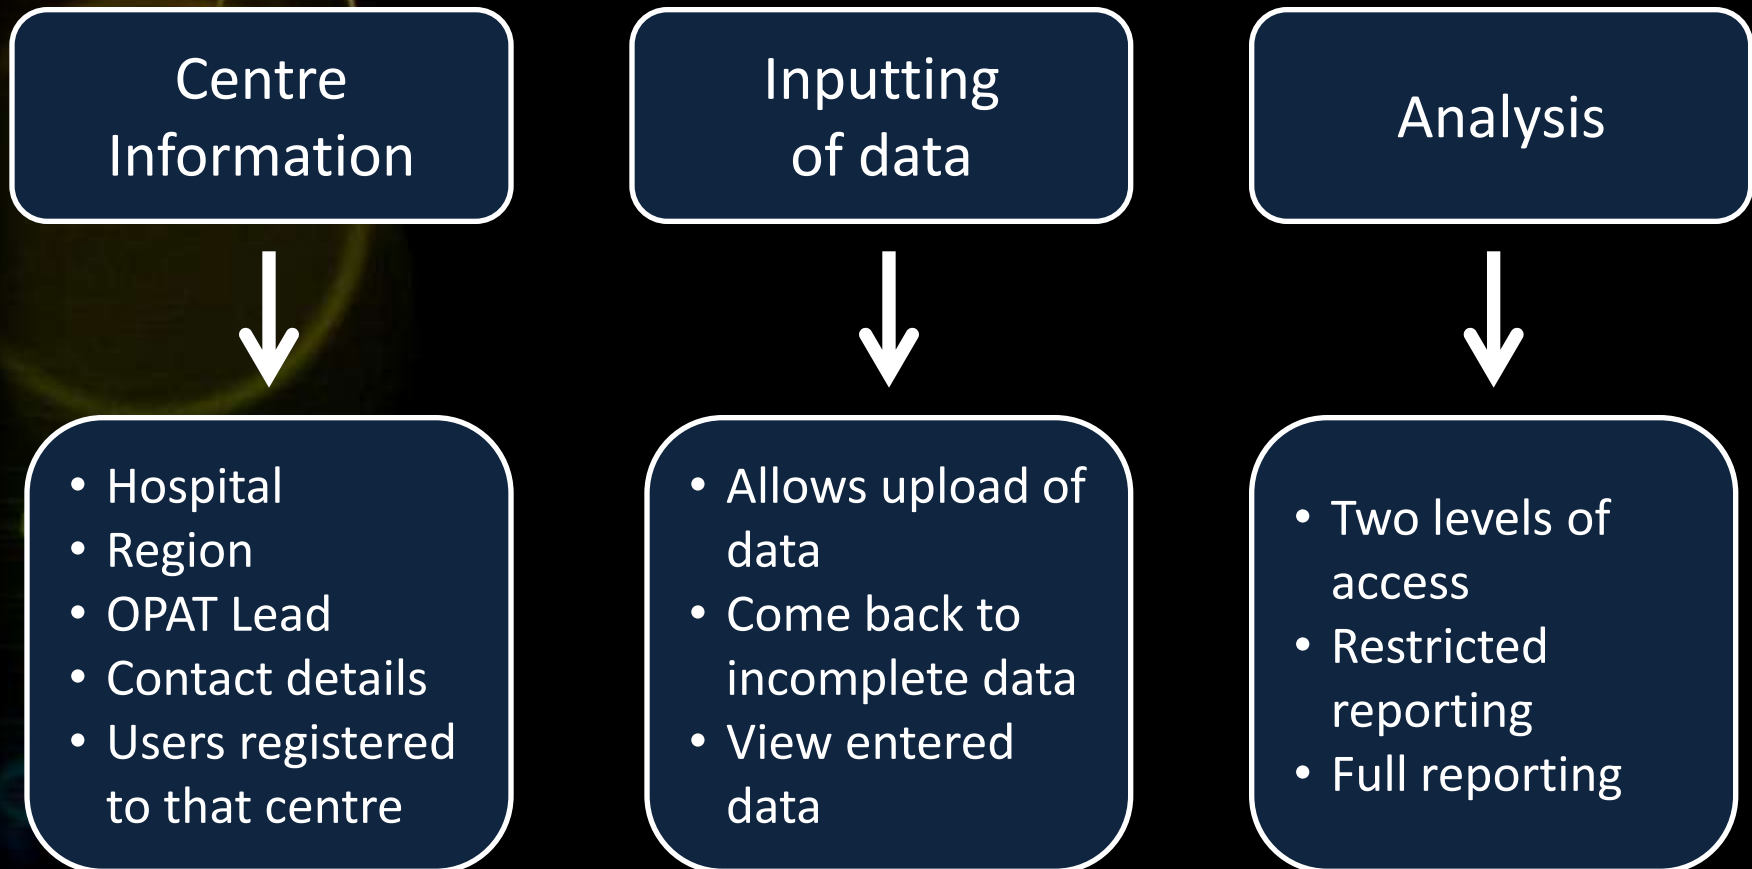 Centre
Information
Inputting
of data
Analysis
• Hospital
• Region
• OPAT Lead
• Contact details
• Users registered
to that centre
• Allows upload of
data
• Come back to
incomplete data
• View entered
data
• Two levels of
access
• Restricted
reporting
• Full reporting